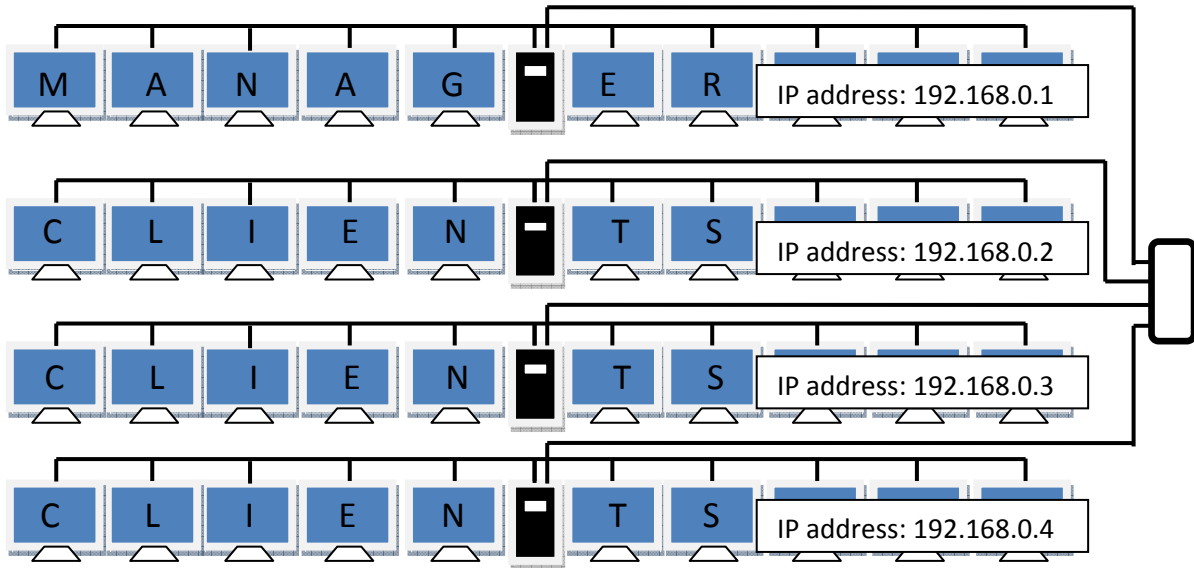 M A N A G E R IP address: 192.168.0.1
C L I E N T S IP address: 192.168.0.2
C L I E N T S IP address: 192.168.0.3
C L I E N T S IP address: 192.168.0.4